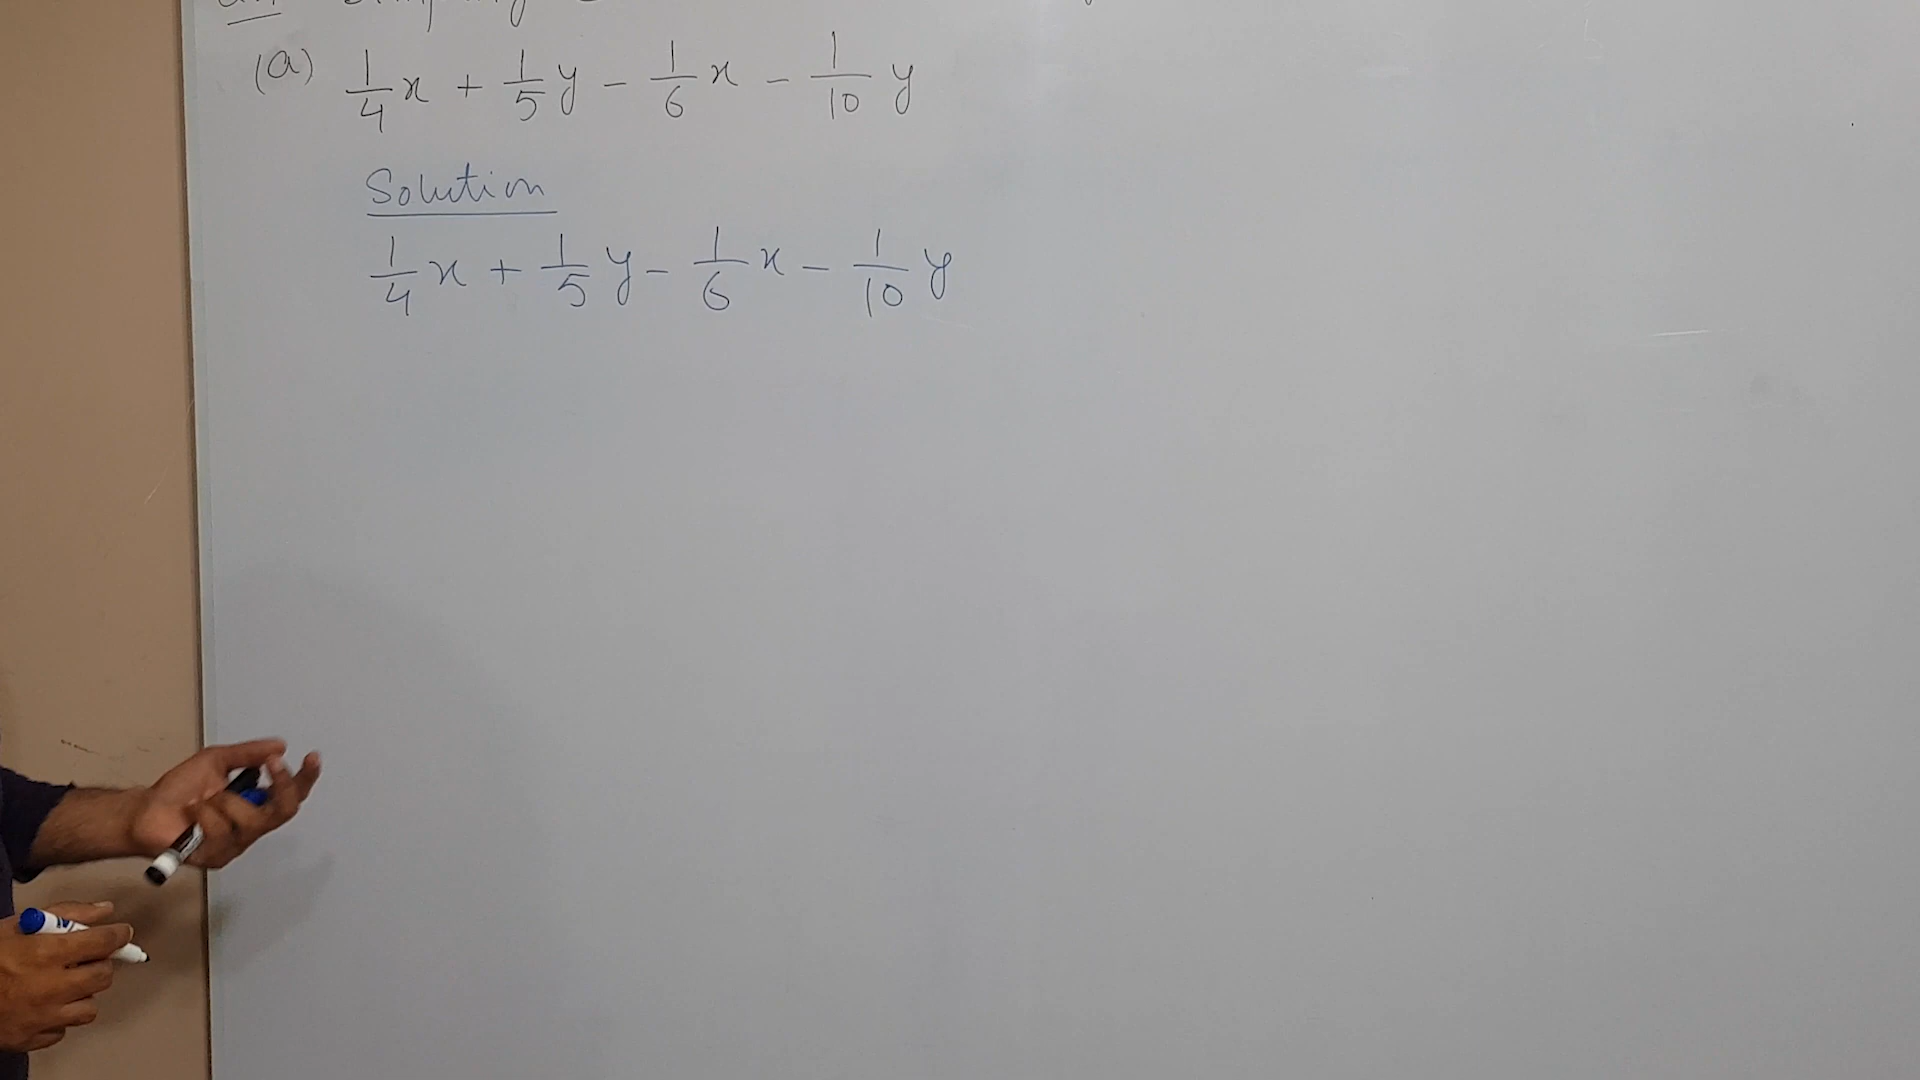 (a) 1/4 x + 1/5 y - 1/6 x - 1/10 y
Solution
1/4 x + 1/5 y - 1/6 x - 1/10 y